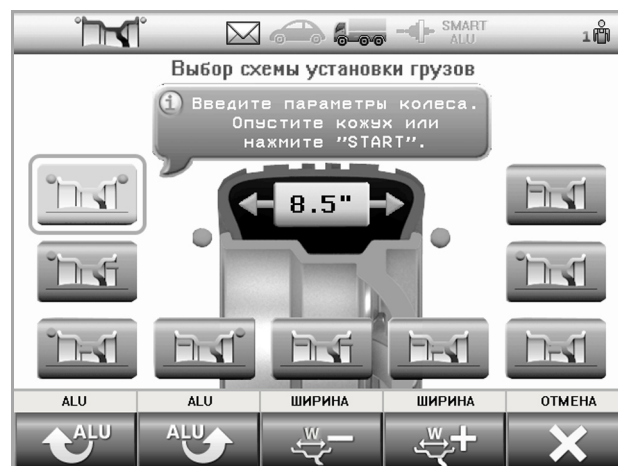 SMART
ALU
1
Выбор схемы установки грузов
i Введите параметры колеса.
Опустите кожух или
нажмите "START".
8.5"
ALU ALU ШИРИНА ШИРИНА ОТМЕНА
ALU ALU W W